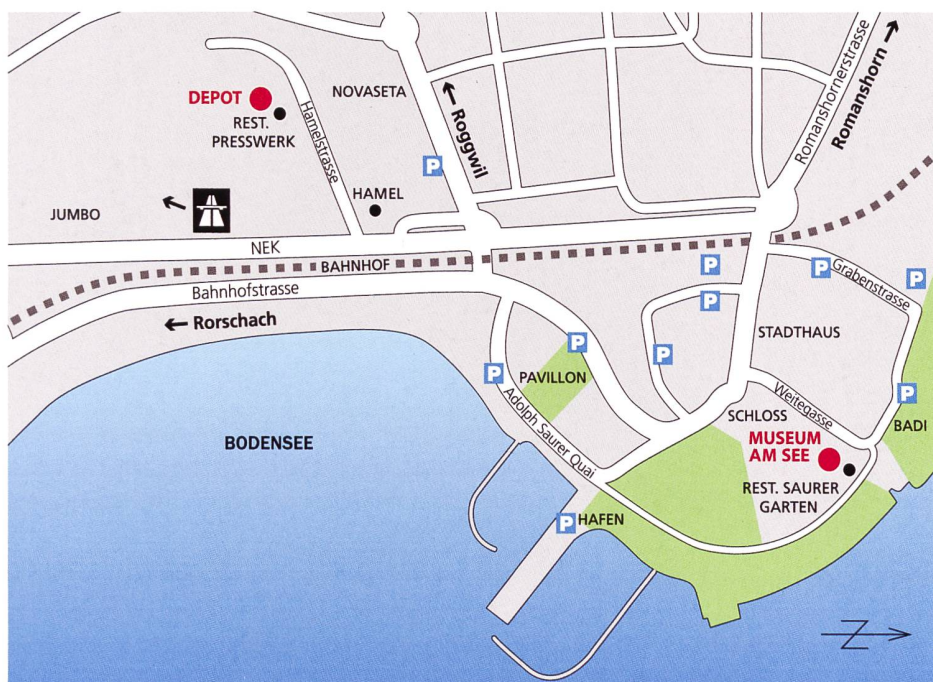 DEPOT
REST.
PRESSWERK
Hamelstrasse
NOVASETA
Roggwil
Romanshornerstrasse
Romanshorn
P
HAMEL
JUMBO
NEK
BAHNHOF
Bahnhofstrasse
Rorschach
P
P
P
P
Grabenstrasse
STADTHAUS
P
P
P
PAVILLON
P
Adolph Saurer Quai
SCHLOSS
Weitegasse
BADI
MUSEUM
AM SEE
REST. SAURER
GARTEN
BODENSEE
P
HAFEN
N